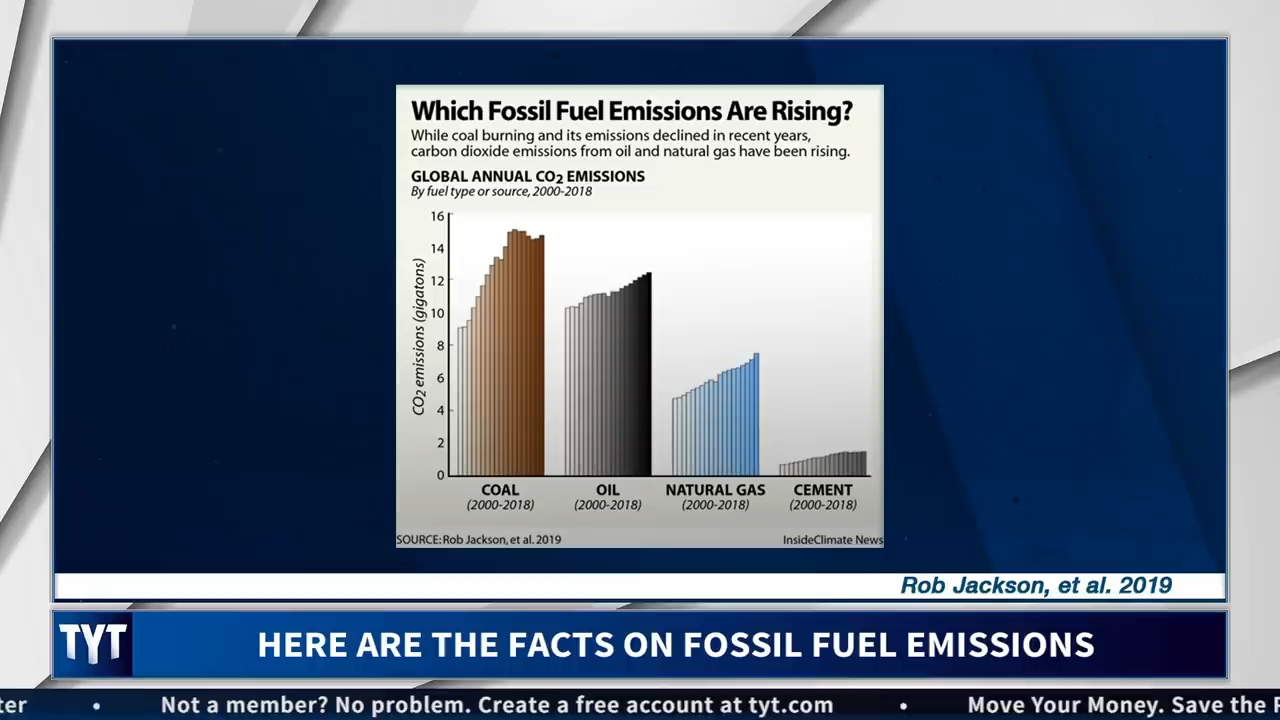 Which Fossil Fuel Emissions Are Rising?
While coal burning and its emissions declined in recent years,
carbon dioxide emissions from oil and natural gas have been rising.
GLOBAL ANNUAL CO2 EMISSIONS
By fuel type or source, 2000-2018
CO2 emissions (gigatons)
16
14
12
10
8
6
4
2
0
COAL OIL NATURAL GAS CEMENT
(2000-2018) (2000-2018) (2000-2018) (2000-2018)
SOURCE: Rob Jackson, et al. 2019 InsideClimate News
Rob Jackson, et al. 2019
TYT HERE ARE THE FACTS ON FOSSIL FUEL EMISSIONS
ter • Not a member? No problem. Create a free account at tyt.com • Move Your Money. Save the